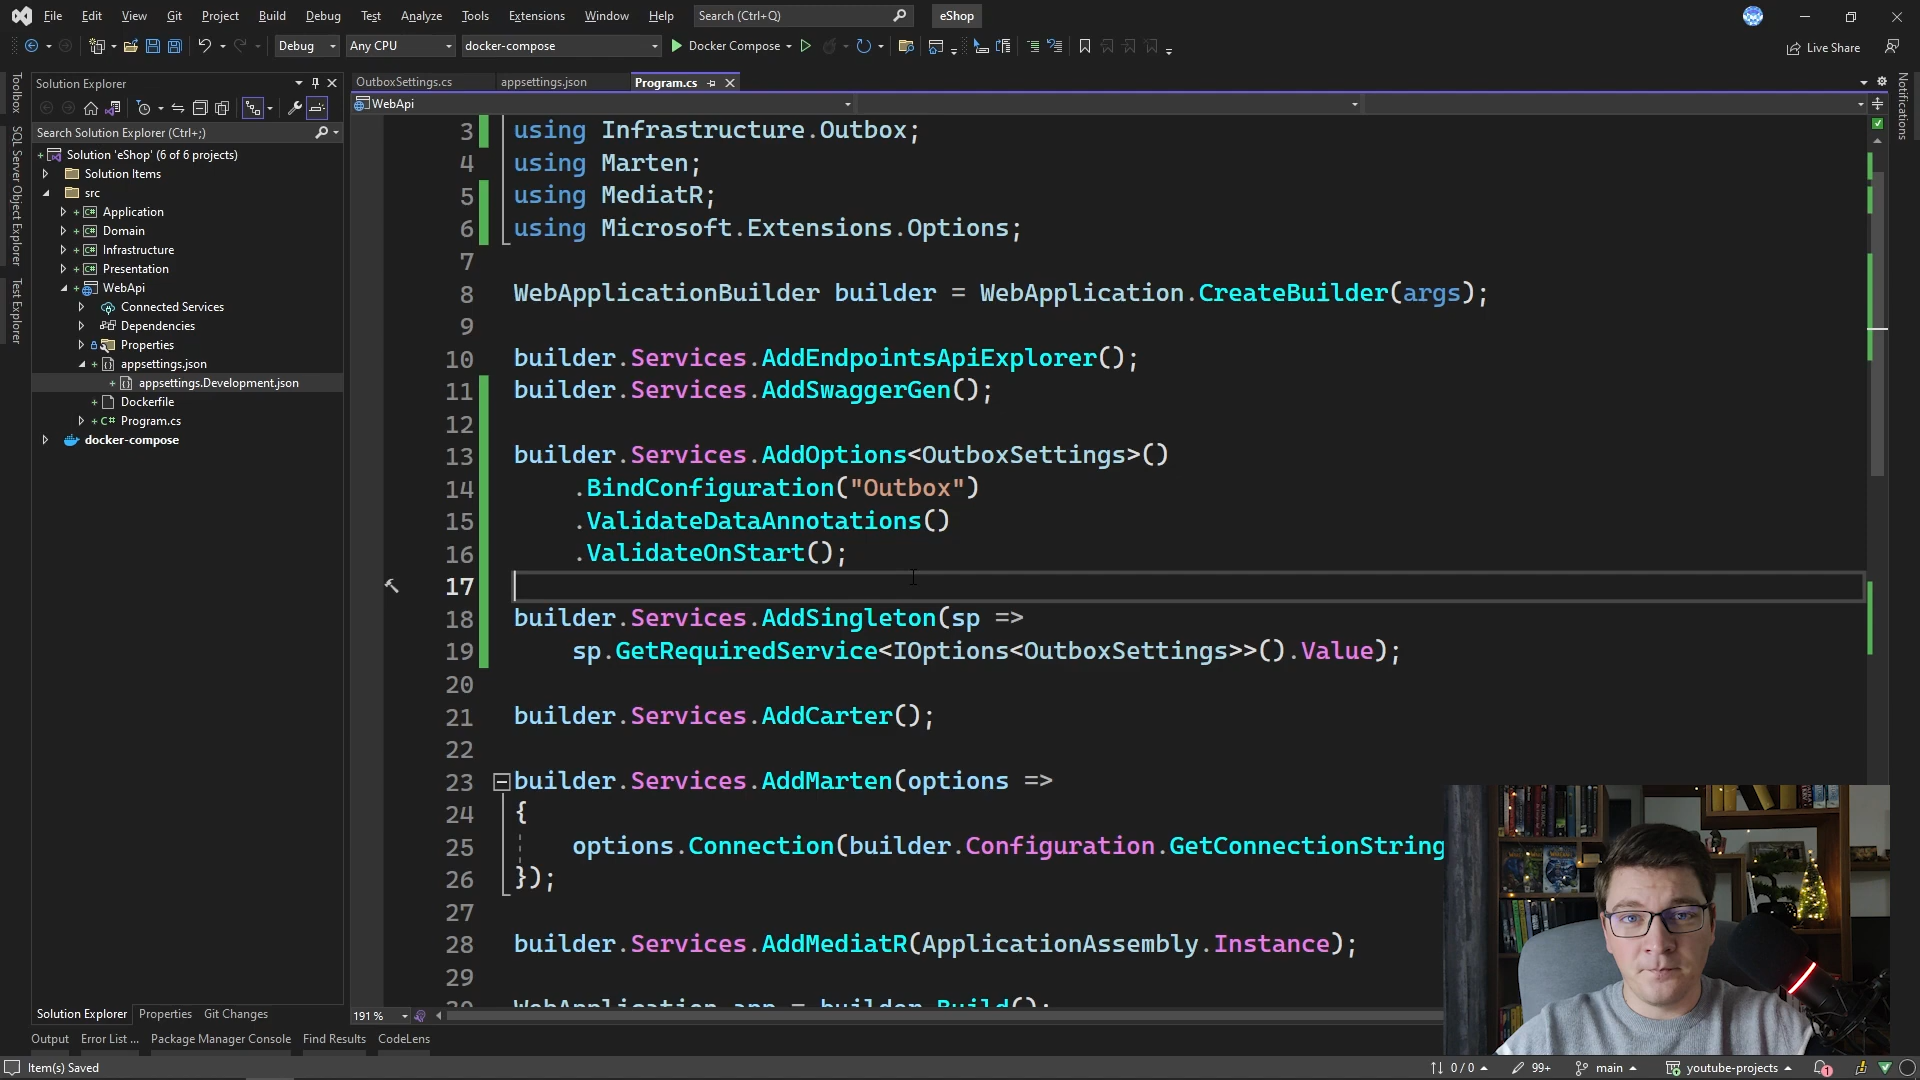 File Edit View Git Project Build Debug Test Analyze Tools Extensions Window Help Search (Ctrl+Q) eShop
Debug Any CPU docker-compose Docker Compose Live Share
Solution Explorer
Search Solution Explorer (Ctrl+;)
Solution 'eShop' (6 of 6 projects)
Solution Items
src
Application
Domain
Infrastructure
Presentation
WebApi
Connected Services
Dependencies
Properties
appsettings.json
appsettings.Development.json
Dockerfile
C# Program.cs
docker-compose
Toolbox
SQL Server Object Explorer
Test Explorer
Notifications
OutboxSettings.cs appsettings.json Program.cs
WebApi
3 using Infrastructure.Outbox;
4 using Marten;
5 using MediatR;
6 using Microsoft.Extensions.Options;
7
8 WebApplicationBuilder builder = WebApplication.CreateBuilder(args);
9
10 builder.Services.AddEndpointsApiExplorer();
11 builder.Services.AddSwaggerGen();
12
13 builder.Services.AddOptions<OutboxSettings>()
14 .BindConfiguration("Outbox")
15 .ValidateDataAnnotations()
16 .ValidateOnStart();
17
18 builder.Services.AddSingleton(sp =>
19 sp.GetRequiredService<IOptions<OutboxSettings>>().Value);
20
21 builder.Services.AddCarter();
22
23 builder.Services.AddMarten(options =>
24 {
25 options.Connection(builder.Configuration.GetConnectionString
26 });
27
28 builder.Services.AddMediatR(ApplicationAssembly.Instance);
29
30 WebApplication app = builder.Build();
191 %
Solution Explorer Properties Git Changes
Output Error List ... Package Manager Console Find Results CodeLens
Item(s) Saved 0 / 0 99+ main youtube-projects 1